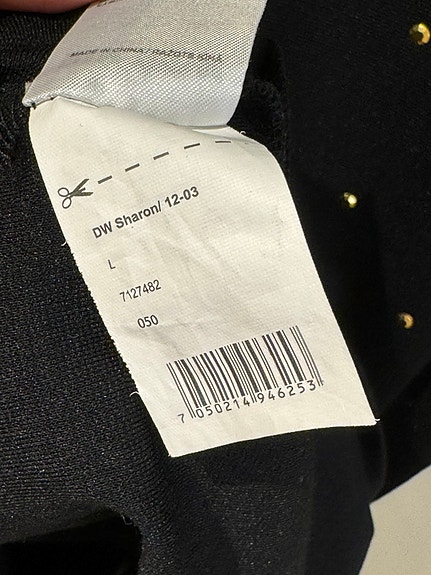 MADE IN CHINA/
DW Sharon/ 12-03
L
7127482
050
7 050214 946253